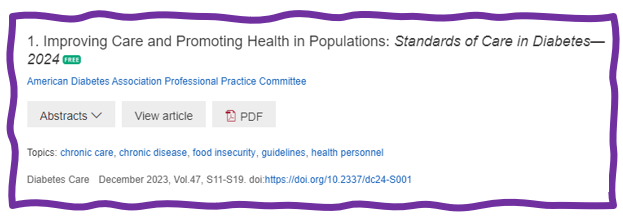 1. Improving Care and Promoting Health in Populations: Standards of Care in Diabetes—
2024 FREE
American Diabetes Association Professional Practice Committee
Abstracts View article PDF
Topics: chronic care, chronic disease, food insecurity, guidelines, health personnel
Diabetes Care December 2023, Vol.47, S11-S19. doi:https://doi.org/10.2337/dc24-S001